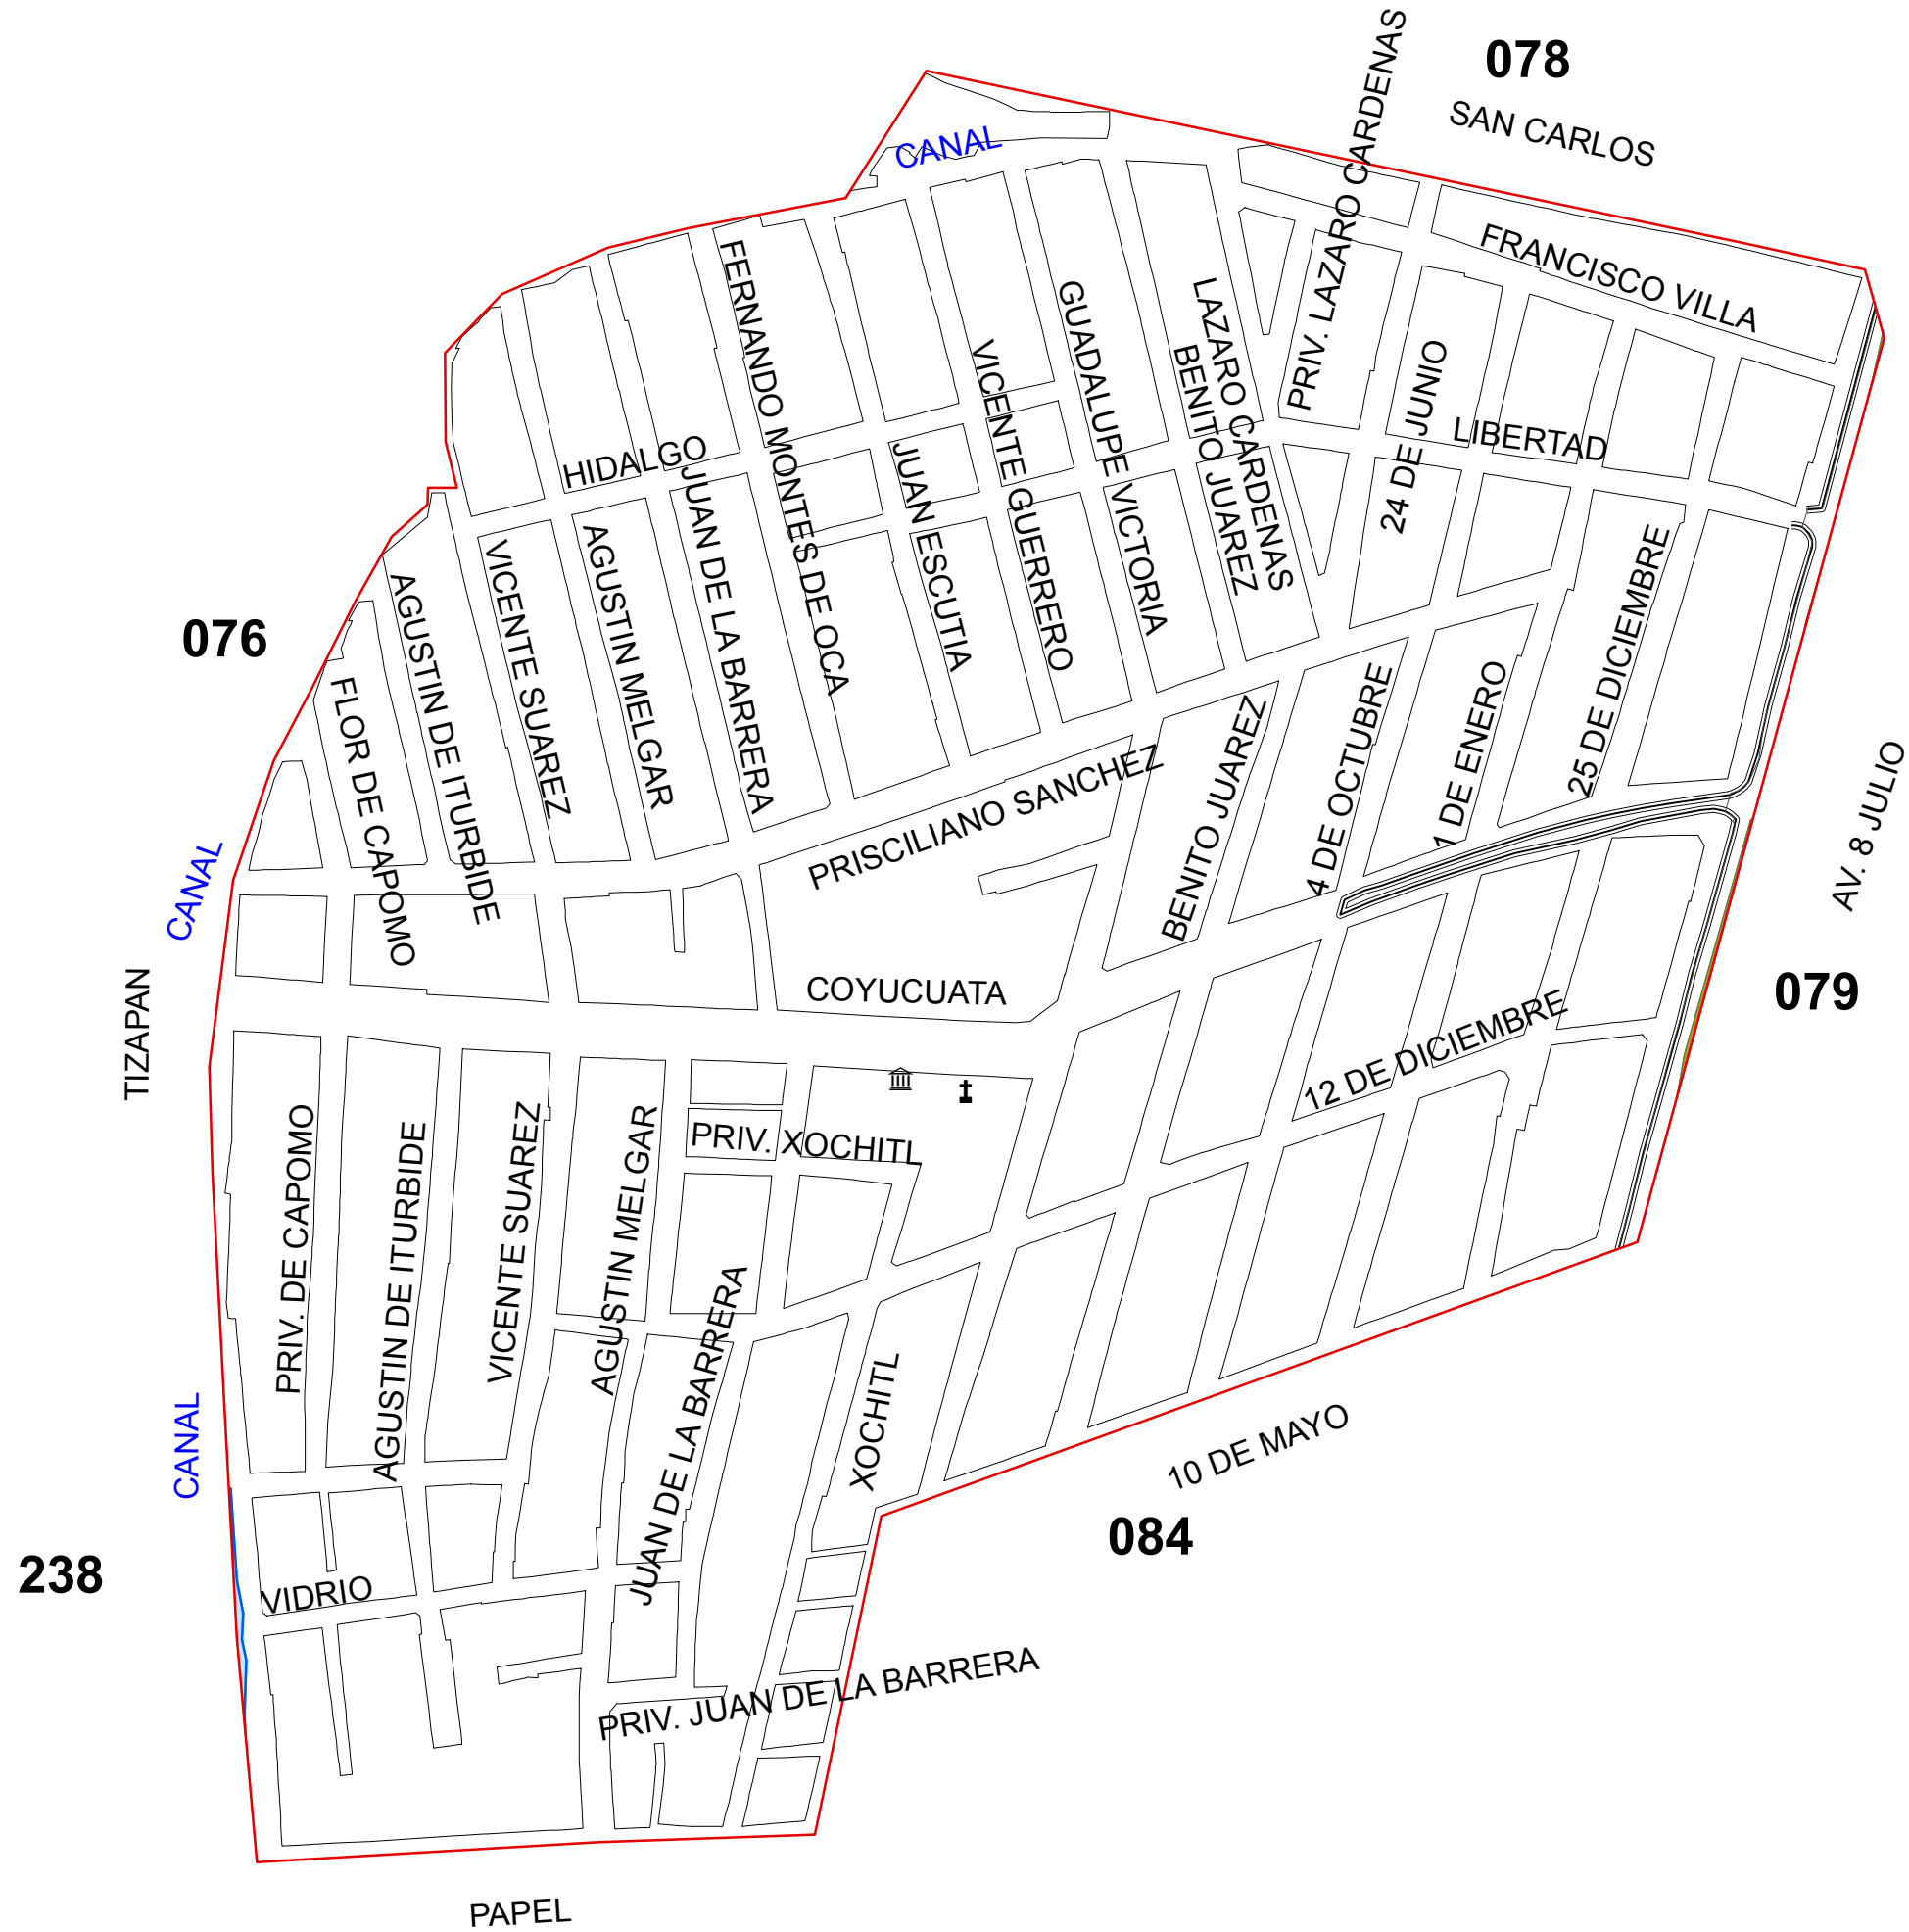 078
SAN CARLOS
PRIV. LAZARO CARDENAS
CANAL
FRANCISCO VILLA
FERNANDO MONTES DE OCA
GUADALUPE VICTORIA
LAZARO CARDENAS
BENITO JUAREZ
VICENTE GUERRERO
24 DE JUNIO
LIBERTAD
HIDALGO
JUAN ESCUTIA
JUAN DE LA BARRERA
AGUSTIN MELGAR
VICENTE SUAREZ
AGUSTIN DE ITURBIDE
25 DE DICIEMBRE
076
FLOR DE CAPOMO
4 DE OCTUBRE
1 DE ENERO
BENITO JUAREZ
PRISCILIANO SANCHEZ
AV. 8 JULIO
CANAL
TIZAPAN
COYUCUATA
079
12 DE DICIEMBRE
PRIV. DE CAPOMO
AGUSTIN DE ITURBIDE
VICENTE SUAREZ
AGUSTIN MELGAR
PRIV. XOCHITL
JUAN DE LA BARRERA
XOCHITL
CANAL
10 DE MAYO
084
238
VIDRIO
PRIV. JUAN DE LA BARRERA
PAPEL